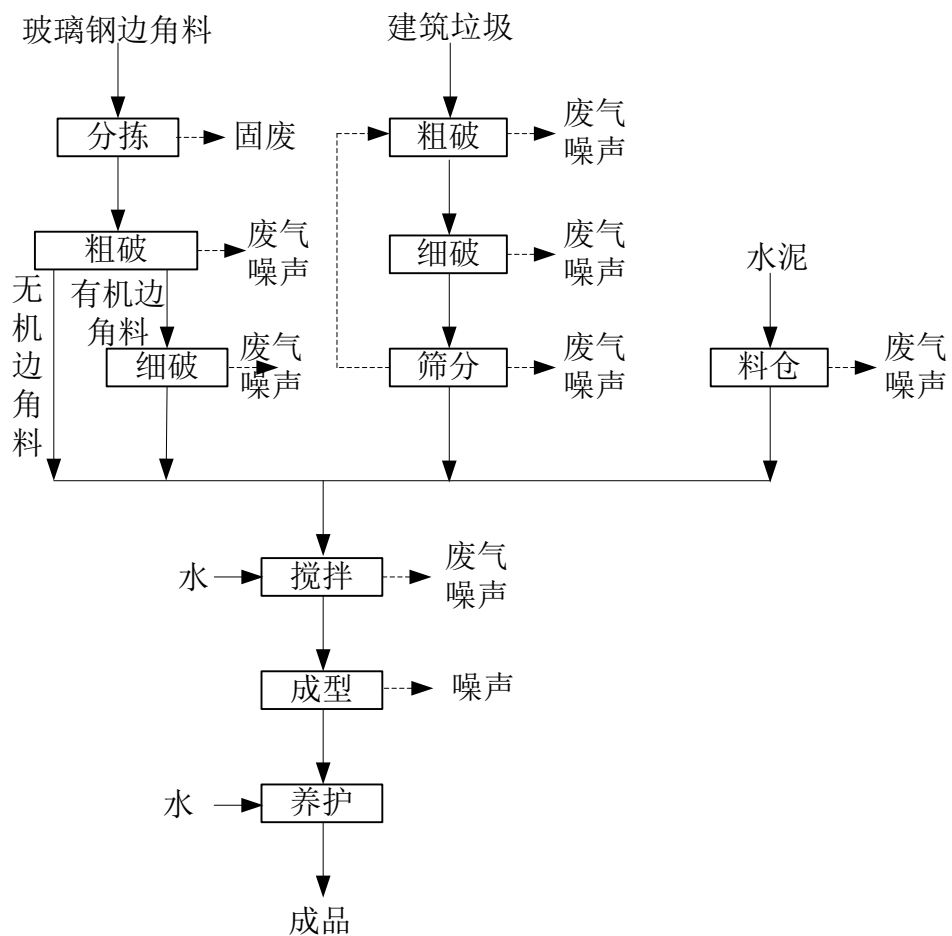 玻璃钢边角料
建筑垃圾
分拣
固废
粗破
废气
噪声
粗破
废气
噪声
细破
废气
噪声
水泥
无
机
边
角
料
有机边
角料
细破
废气
噪声
筛分
废气
噪声
料仓
废气
噪声
水
搅拌
废气
噪声
成型
噪声
水
养护
成品